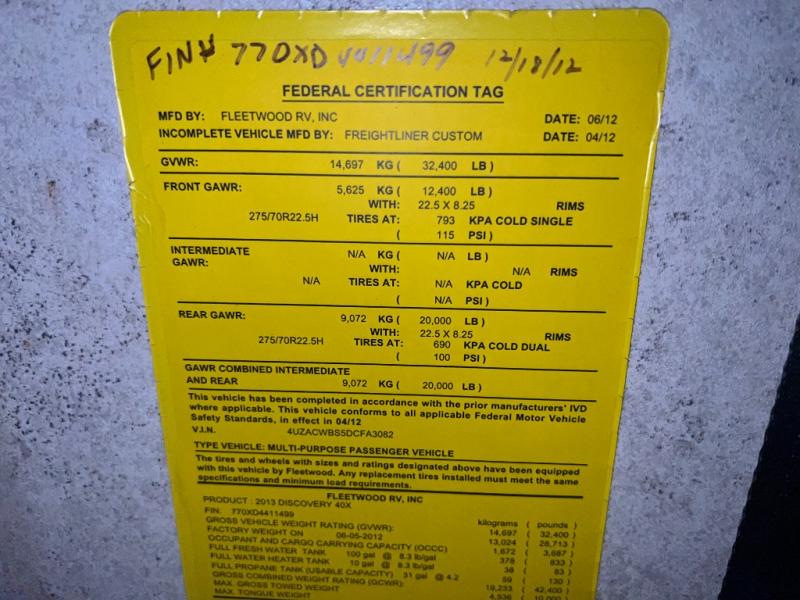 FIN# 770XD 4411499 12/18/12
FEDERAL CERTIFICATION TAG
MFD BY: FLEETWOOD RV, INC DATE: 06/12
INCOMPLETE VEHICLE MFD BY: FREIGHTLINER CUSTOM DATE: 04/12
GVWR: 14,697 KG ( 32,400 LB )
FRONT GAWR: 5,625 KG ( 12,400 LB )
WITH: 22.5 X 8.25 RIMS
275/70R22.5H TIRES AT: 793 KPA COLD SINGLE
( 115 PSI )
INTERMEDIATE N/A KG ( N/A LB )
GAWR: WITH: N/A RIMS
N/A TIRES AT: N/A KPA COLD
( N/A PSI )
REAR GAWR: 9,072 KG ( 20,000 LB )
WITH: 22.5 X 8.25 RIMS
275/70R22.5H TIRES AT: 690 KPA COLD DUAL
( 100 PSI )
GAWR COMBINED INTERMEDIATE
AND REAR 9,072 KG ( 20,000 LB )
This vehicle has been completed in accordance with the prior manufacturers' IVD
where applicable. This vehicle conforms to all applicable Federal Motor Vehicle
Safety Standards, in effect in 04/12
V.I.N. 4UZACWBS5DCFA3082
TYPE VEHICLE: MULTI-PURPOSE PASSENGER VEHICLE
The tires and wheels with sizes and ratings designated above have been equipped
with this vehicle by Fleetwood. Any replacement tires installed must meet the same
specifications and minimum load requirements.
FLEETWOOD RV, INC
PRODUCT : 2013 DISCOVERY 40X
FIN: 770XD4411499 kilograms ( pounds )
GROSS VEHICLE WEIGHT RATING (GVWR): 14,697 ( 32,400 )
FACTORY WEIGHT ON 06-05-2012 13,024 ( 28,713 )
OCCUPANT AND CARGO CARRYING CAPACITY (OCCC) 1,672 ( 3,687 )
FULL FRESH WATER TANK 100 gal @ 8.3 lb/gal 378 ( 833 )
FULL WATER HEATER TANK 10 gal @ 8.3 lb/gal 38 ( 83 )
FULL PROPANE TANK (USABLE CAPACITY) 31 gal @ 4.2 59 ( 130 )
GROSS COMBINED WEIGHT RATING (GCWR): 19,233 ( 42,400 )
MAX. GROSS TOWED WEIGHT 4,536 ( 10,000 )
MAX. TONGUE WEIGHT